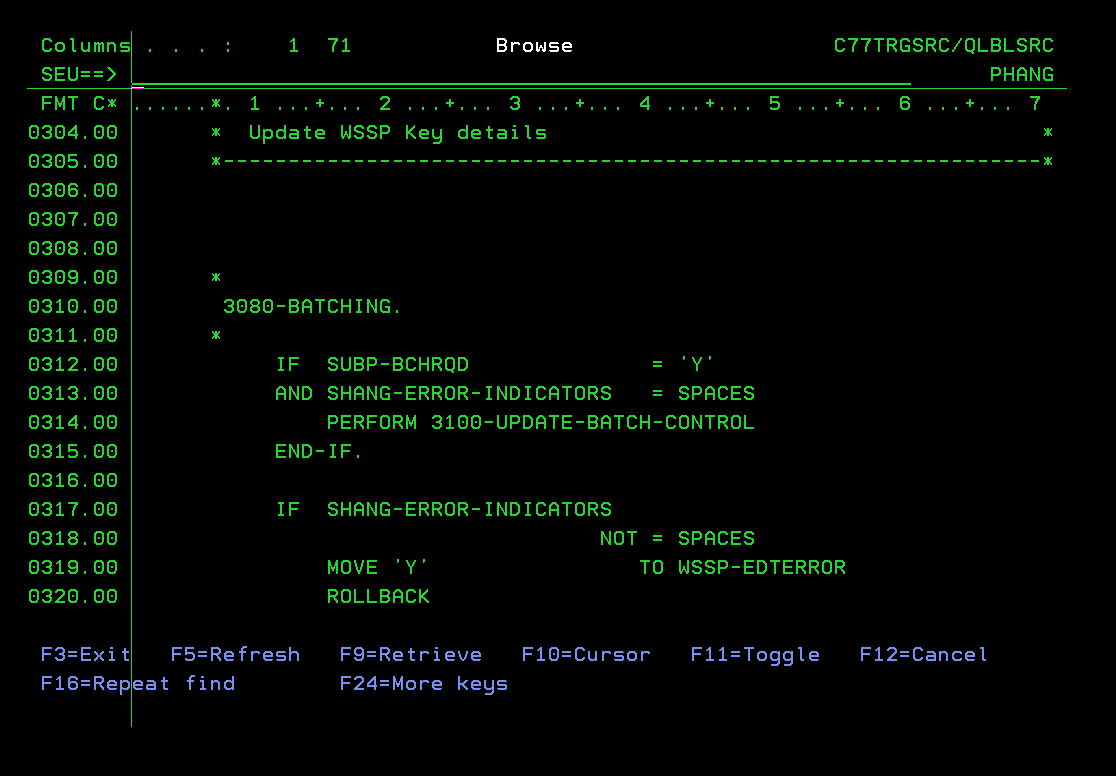 Columns . . . :    1  71           Browse                    C77TRGSRC/QLBLSRC
SEU==>                                                                   PHANG
FMT C* ......*. 1 ...+... 2 ...+... 3 ...+... 4 ...+... 5 ...+... 6 ...+... 7
0304.00       *  Update WSSP Key details                                      *
0305.00       *---------------------------------------------------------------*
0306.00
0307.00
0308.00
0309.00       *
0310.00        3080-BATCHING.
0311.00       *
0312.00            IF  SUBP-BCHRQD              = 'Y'
0313.00            AND SHANG-ERROR-INDICATORS   = SPACES
0314.00                PERFORM 3100-UPDATE-BATCH-CONTROL
0315.00            END-IF.
0316.00
0317.00            IF  SHANG-ERROR-INDICATORS
0318.00                                     NOT = SPACES
0319.00                MOVE 'Y'                TO WSSP-EDTERROR
0320.00                ROLLBACK
F3=Exit   F5=Refresh   F9=Retrieve   F10=Cursor   F11=Toggle   F12=Cancel
F16=Repeat find        F24=More keys